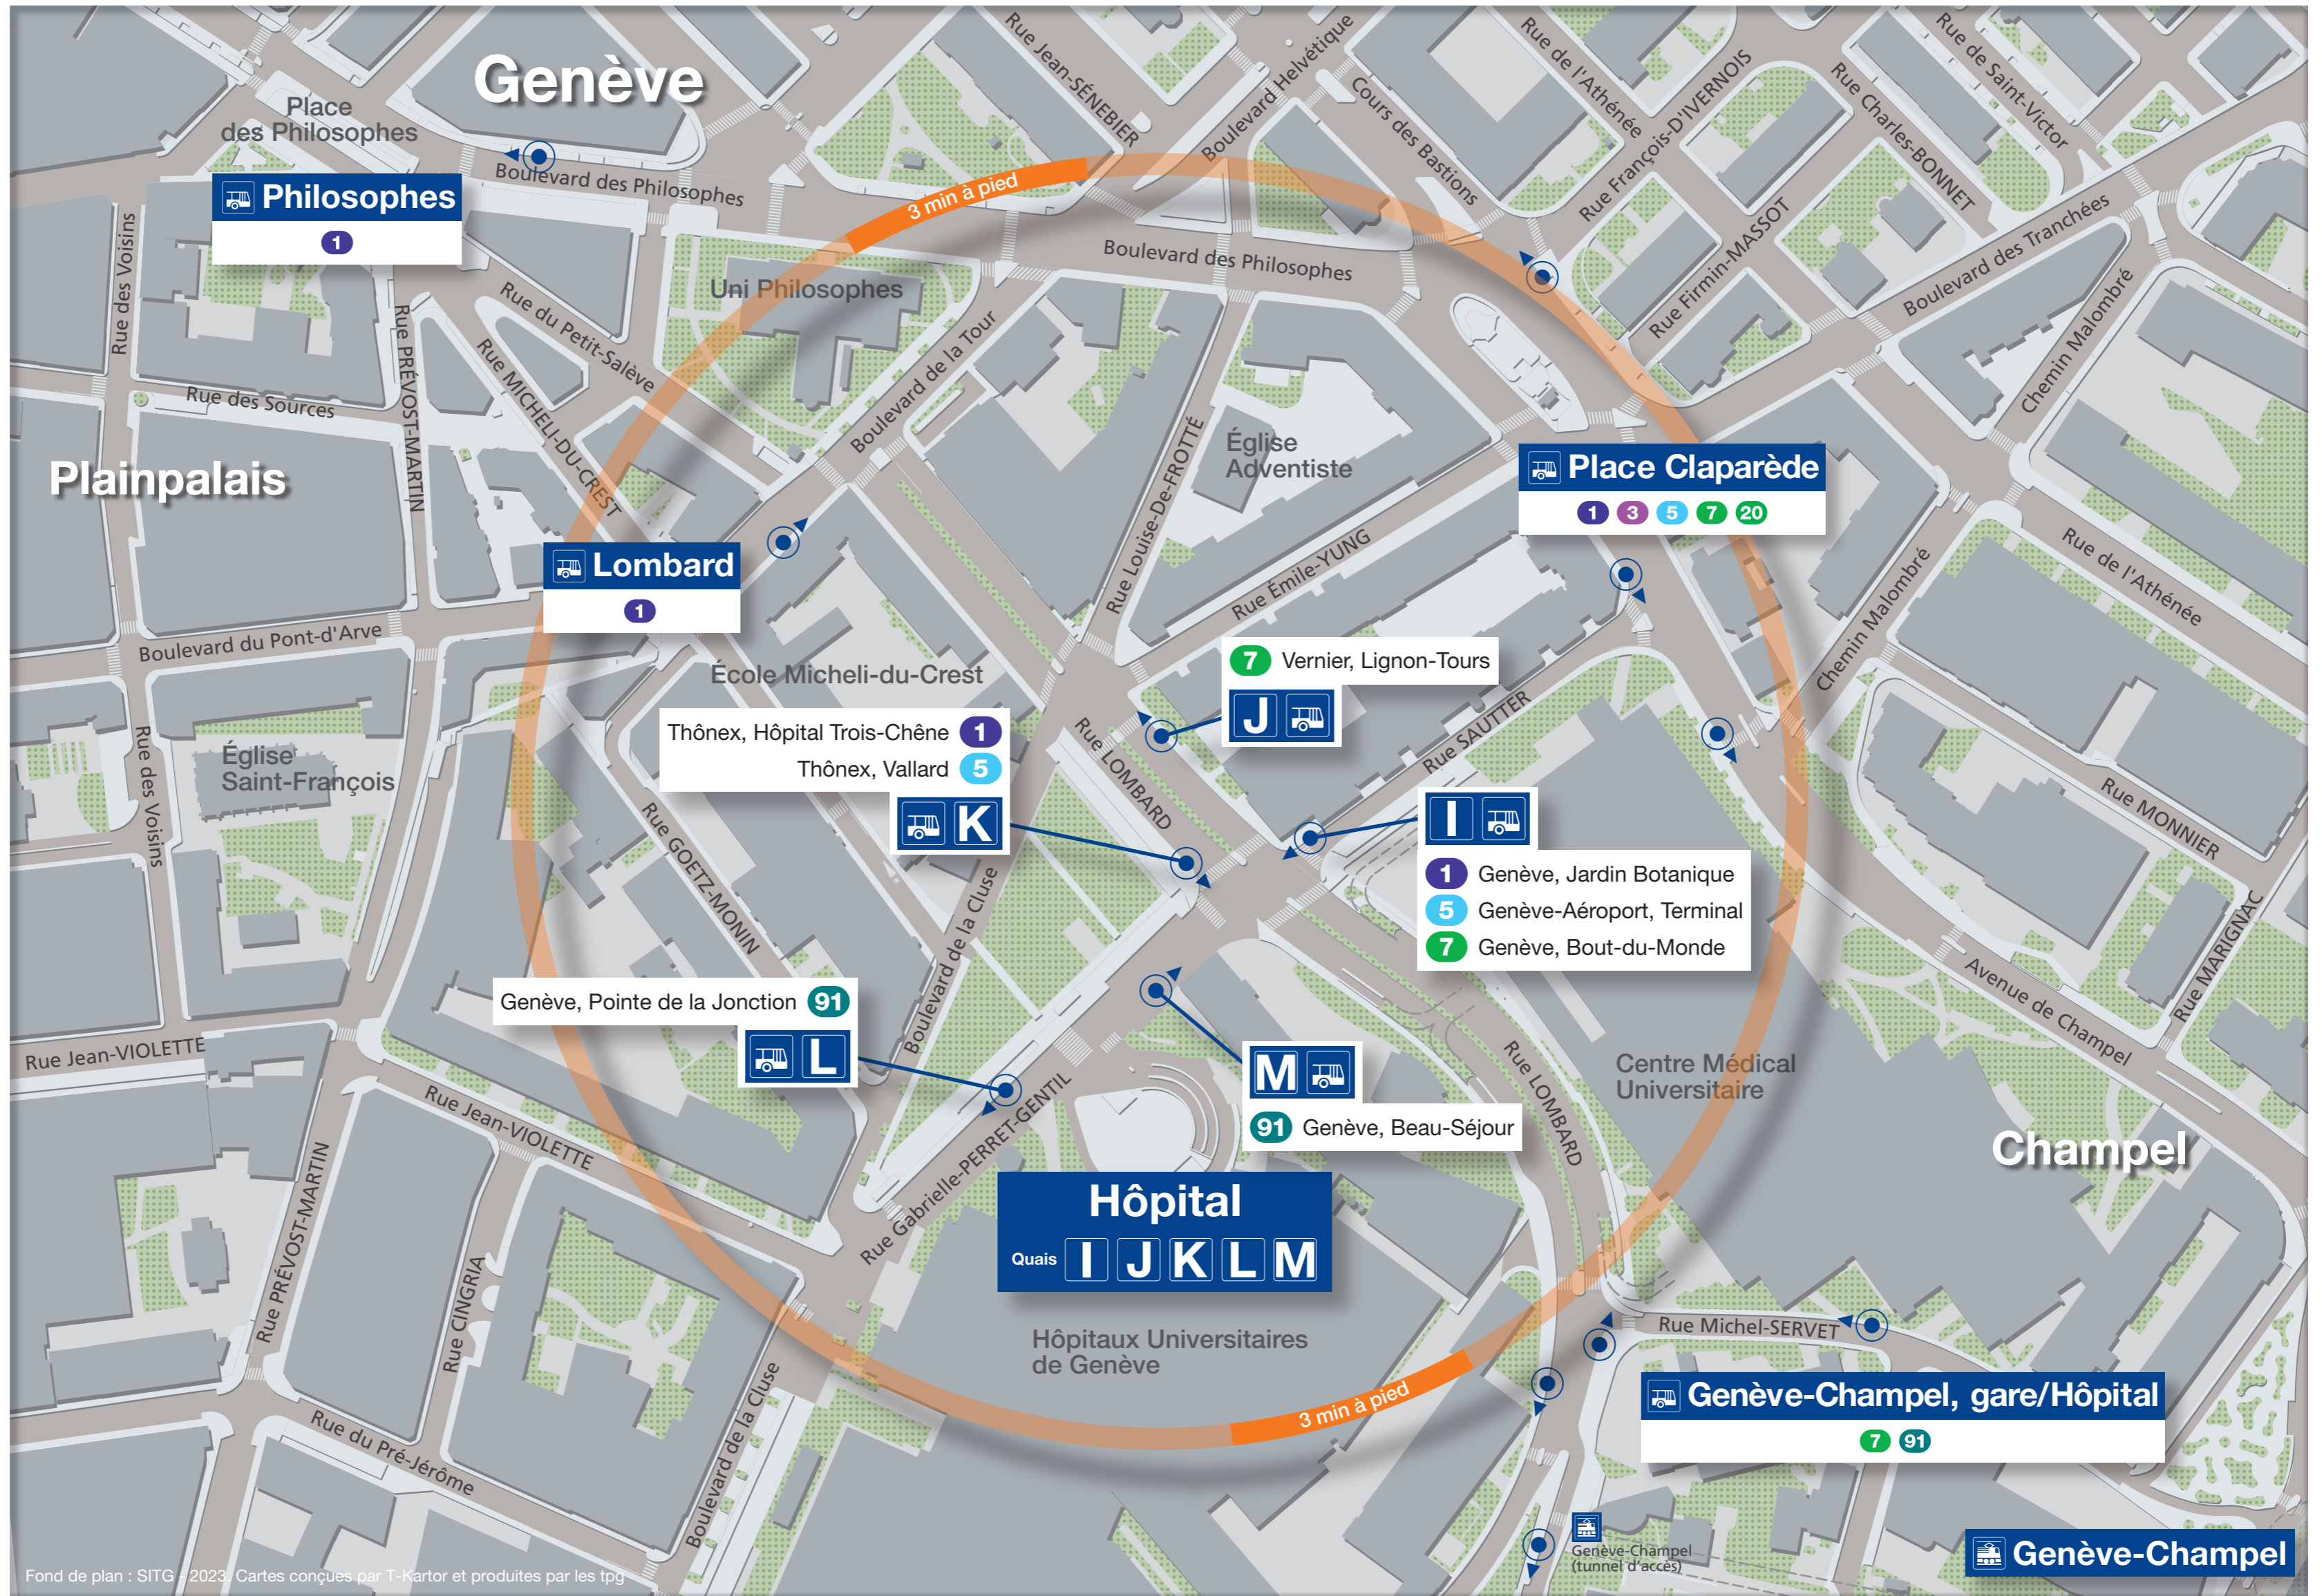 Genève
Place
des Philosophes
Philosophes
1
Boulevard des Philosophes
3 min à pied
Rue Jean-SÉNEBIER
Boulevard Helvétique
Cours des Bastions
Rue de l'Athénée
Rue François-D'IVERNOIS
Rue Charles-BONNET
Rue de Saint-Victor
Rue Firmin-MASSOT
Boulevard des Tranchées
Chemin Malombré
Boulevard des Philosophes
Uni Philosophes
Rue des Voisins
Rue PRÉVOST-MARTIN
Rue du Petit-Salève
Rue MICHELI-DU-CREST
Rue des Sources
Boulevard de la Tour
Plainpalais
Église
Adventiste
Rue Louise-De-FROTTÉ
Rue Émile-YUNG
Place Claparède
1 3 5 7 20
Lombard
1
Rue de l'Athénée
Chemin Malombré
Boulevard du Pont-d'Arve
École Micheli-du-Crest
7 Vernier, Lignon-Tours
J
Rue SAUTTER
Rue LOMBARD
Thônex, Hôpital Trois-Chêne 1
Thônex, Vallard 5
K
Église
Saint-François
Rue des Voisins
Rue GOETZ-MONIN
Boulevard de la Cluse
I
1 Genève, Jardin Botanique
5 Genève-Aéroport, Terminal
7 Genève, Bout-du-Monde
Rue MONNIER
Rue MARIGNAC
Avenue de Champel
Genève, Pointe de la Jonction 91
L
M
91 Genève, Beau-Séjour
Rue LOMBARD
Centre Médical
Universitaire
Champel
Rue Jean-VIOLETTE
Rue Jean-VIOLETTE
Rue Gabrielle-PERRET-GENTIL
Hôpital
Quais I J K L M
Rue PRÉVOST-MARTIN
Rue CINGRIA
Hôpitaux Universitaires
de Genève
Rue Michel-SERVET
Genève-Champel, gare/Hôpital
7 91
3 min à pied
Rue du Pré-Jérôme
Boulevard de la Cluse
Genève-Champel
(tunnel d'accès)
Genève-Champel
Fond de plan : SITG - 2023. Cartes conçues par T-Kartor et produites par les tpg